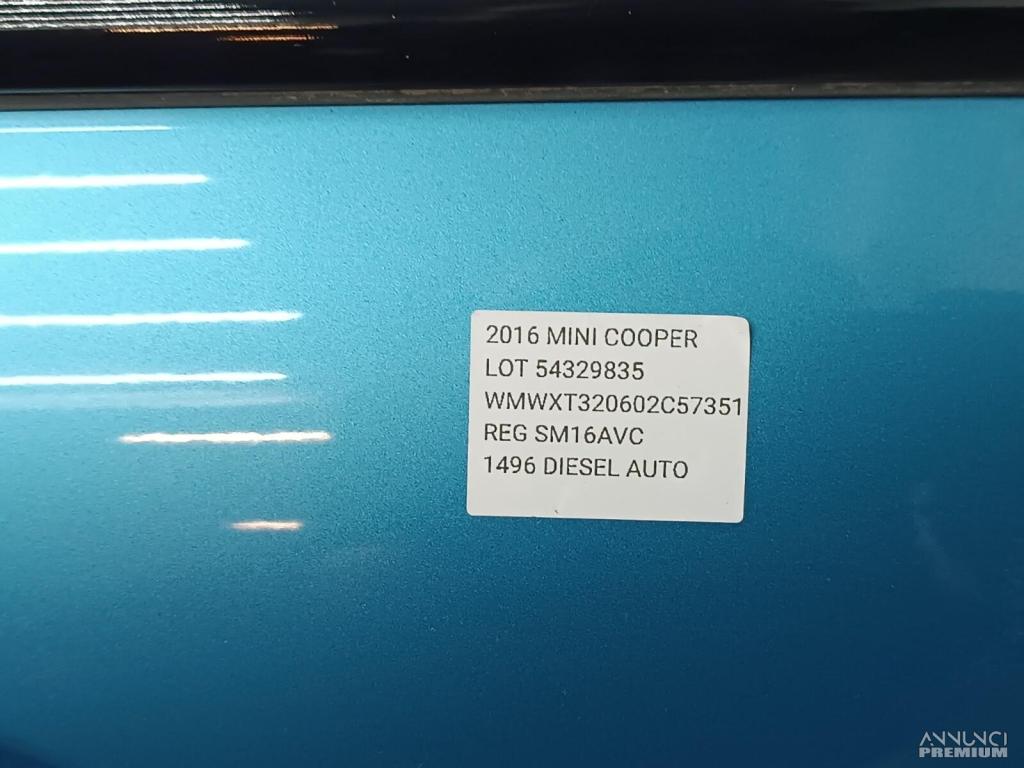 2016 MINI COOPER
LOT 54329835
WMWXT320602C57351
REG SM16AVC
1496 DIESEL AUTO
ANNUNCI
PREMIUM